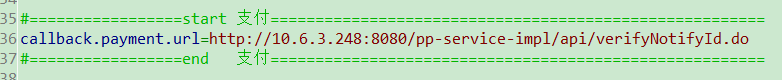 35 #=================start 支付=======================================================
36 callback.payment.url=http://10.6.3.248:8080/pp-service-impl/api/verifyNotifyId.do
37 #=================end   支付=======================================================